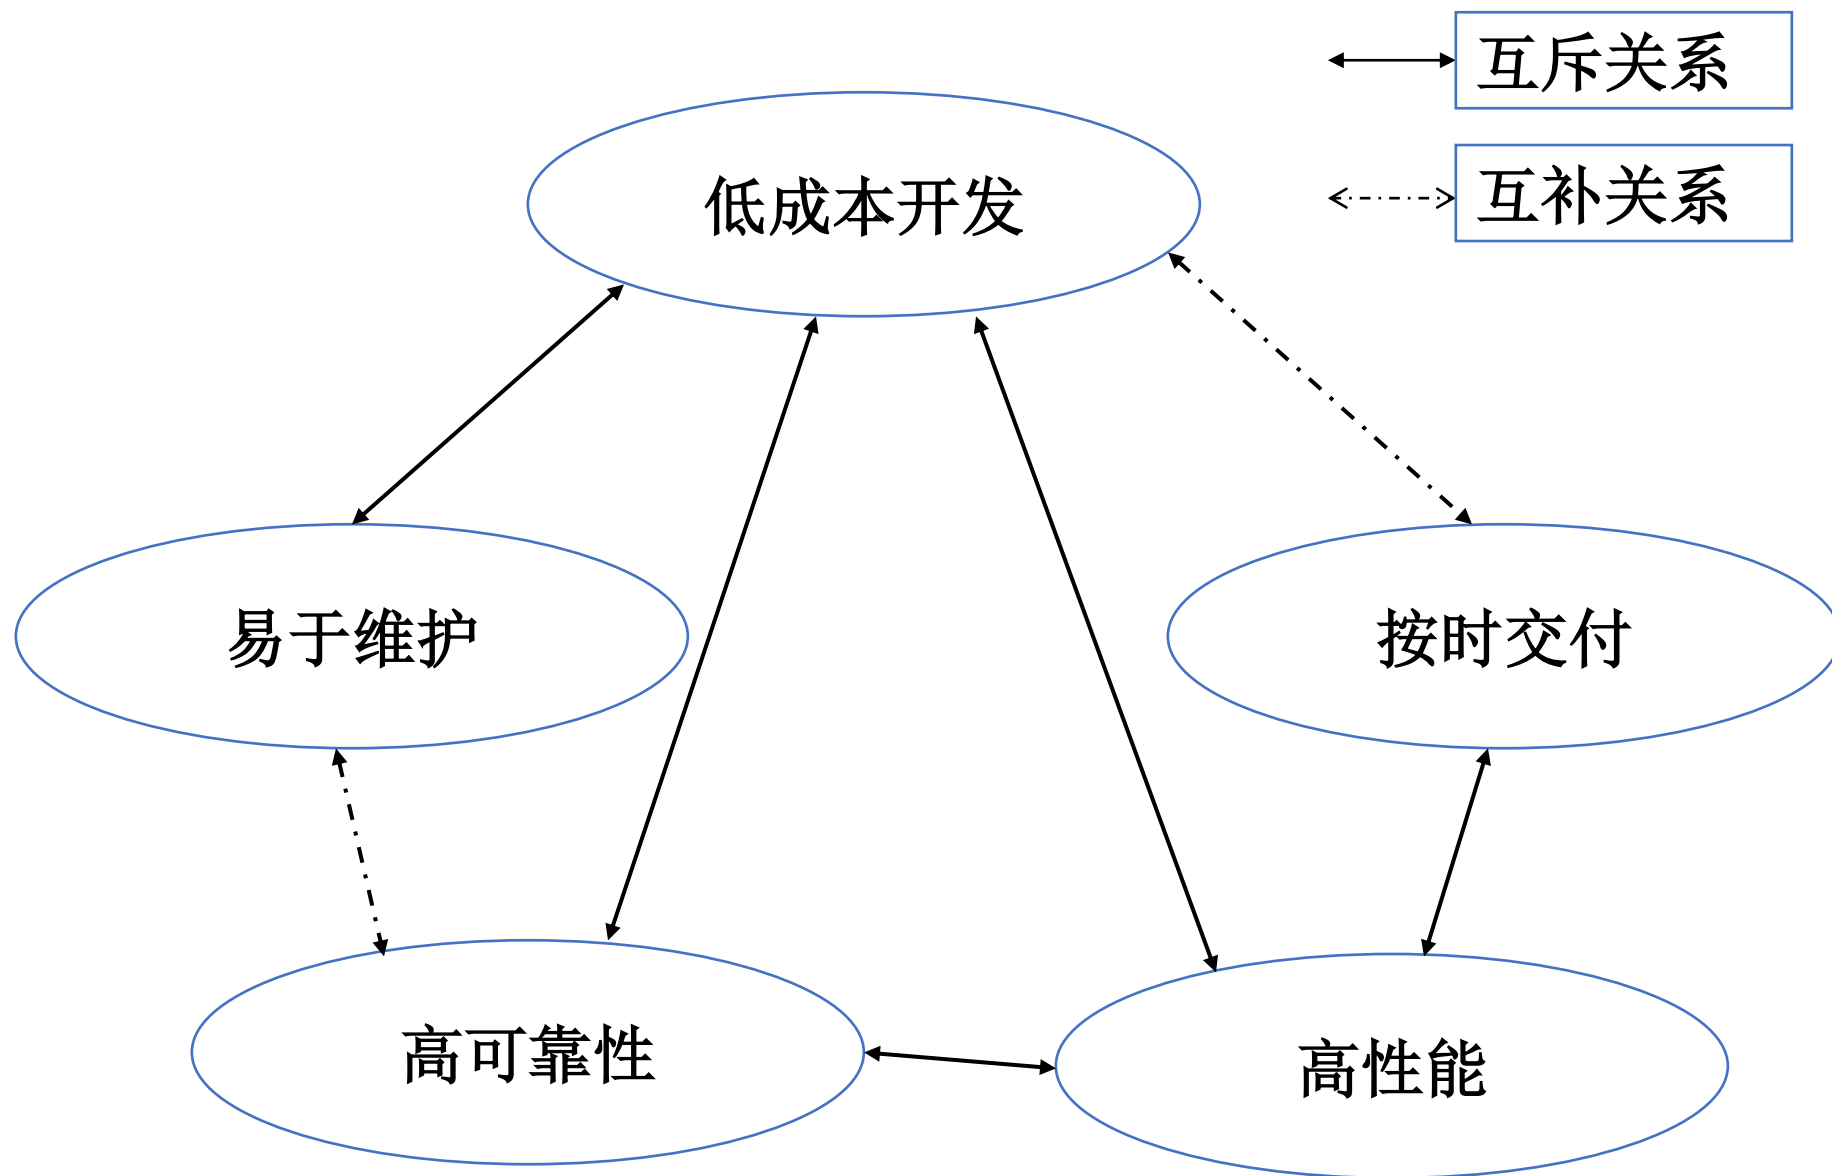 互斥关系
互补关系
低成本开发
易于维护
按时交付
高可靠性
高性能